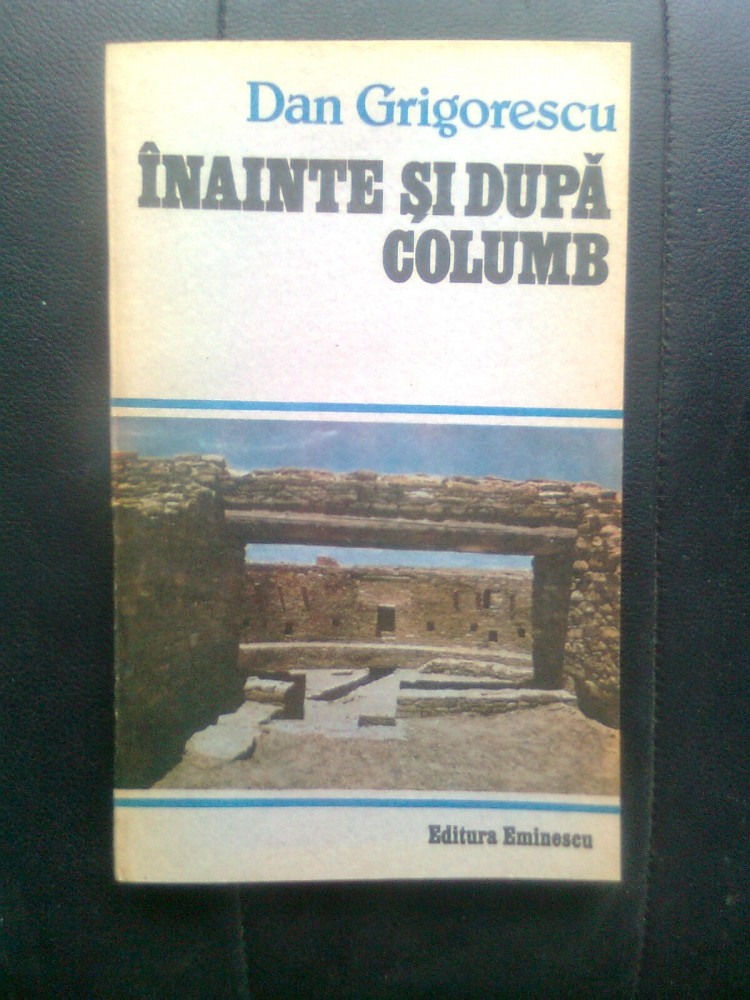 Dan Grigorescu
ÎNAINTE ŞI DUPĂ
COLUMB
Editura Eminescu